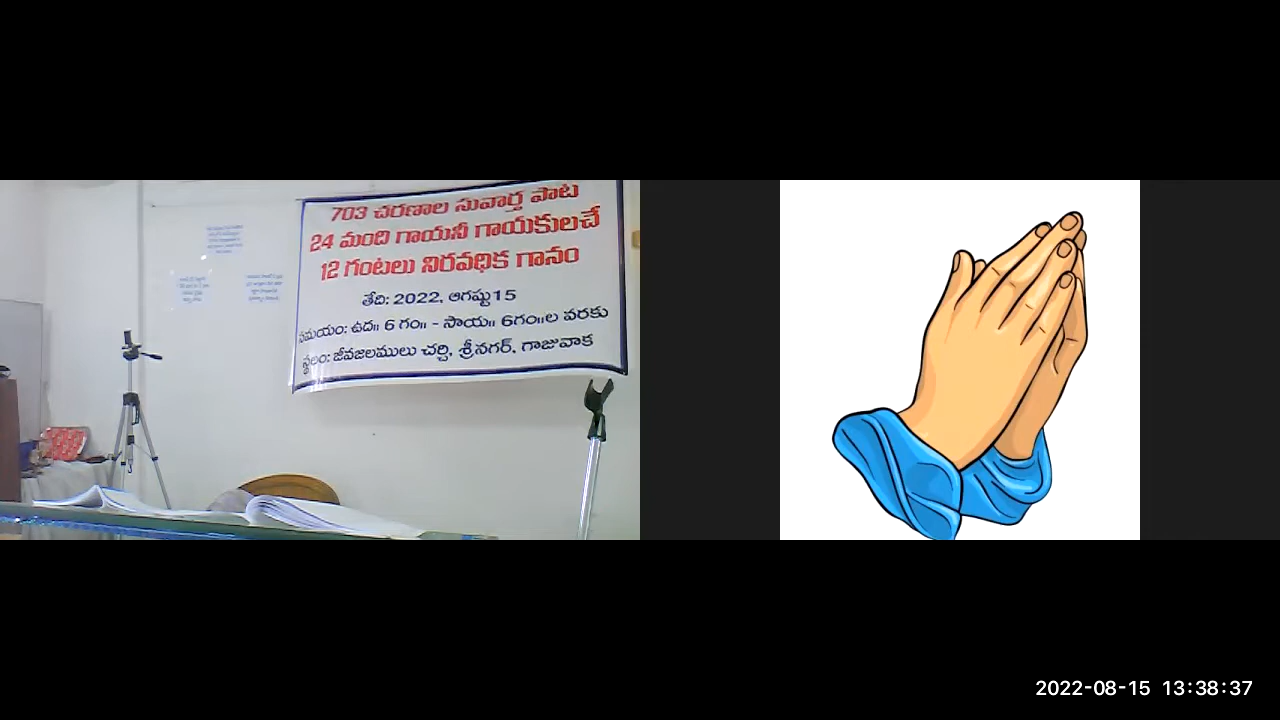 703 చరణాల సువార్త పాట
24 మంది గాయనీ గాయకులచే
12 గంటలు నిరవధిక గానం
తేది: 2022, ఆగష్టు 15
సమయం: ఉద॥ 6 గం॥ - సాయ॥ 6గం॥ల వరకు
స్థలం: జీవజలములు చర్చి, శ్రీనగర్, గాజువాక
2022-08-15 13:38:37